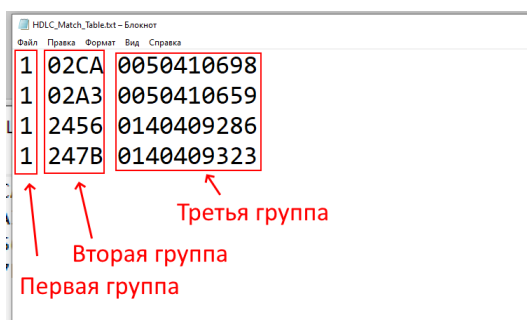 HDLC_Match_Table.txt – Блокнот
Файл Правка Формат Вид Справка
1 02CA 0050410698
1 02A3 0050410659
1 2456 0140409286
1 247B 0140409323
Третья группа
Вторая группа
Первая группа